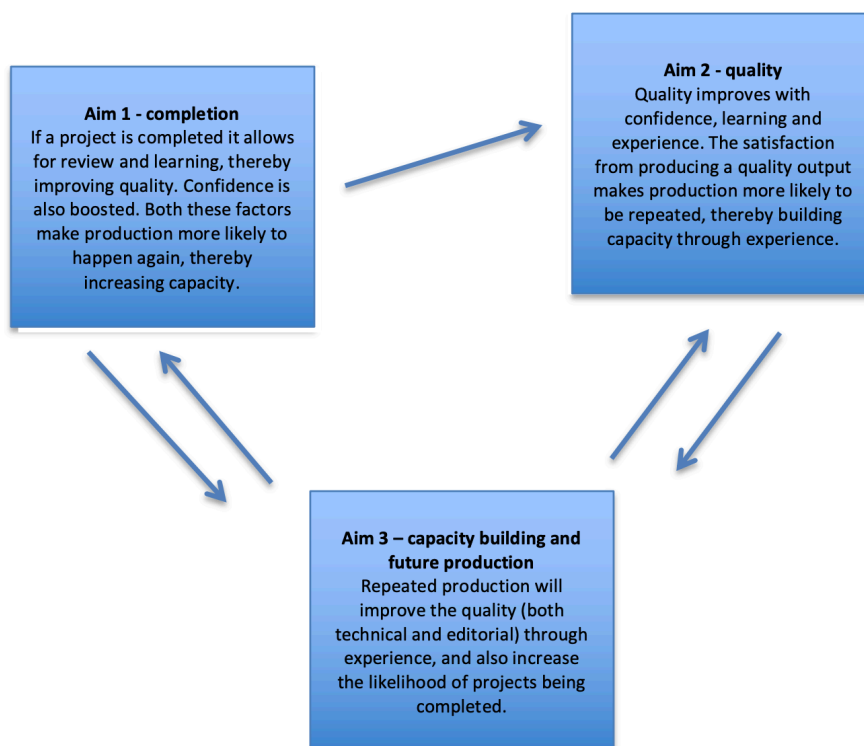 Aim 1 - completion
If a project is completed it allows
for review and learning, thereby
improving quality. Confidence is
also boosted. Both these factors
make production more likely to
happen again, thereby
increasing capacity.
Aim 2 - quality
Quality improves with
confidence, learning and
experience. The satisfaction
from producing a quality output
makes production more likely to
be repeated, thereby building
capacity through experience.
Aim 3 – capacity building and
future production
Repeated production will
improve the quality (both
technical and editorial) through
experience, and also increase
the likelihood of projects being
completed.